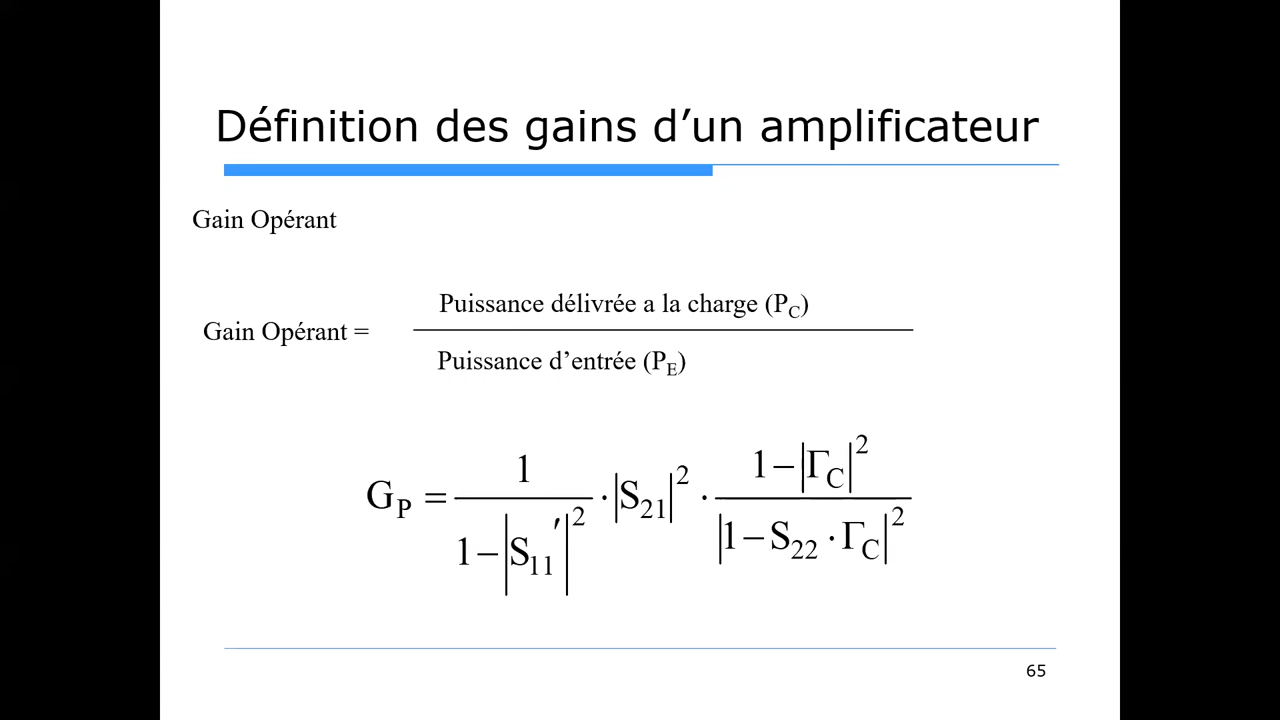 Définition des gains d’un amplificateur
Gain Opérant
Gain Opérant = Puissance délivrée a la charge (P_C) / Puissance d’entrée (P_E)
G_P = 1 / (1 − |S_11′|²) · |S_21|² · (1 − |Γ_C|²) / |1 − S_22 · Γ_C|²
65